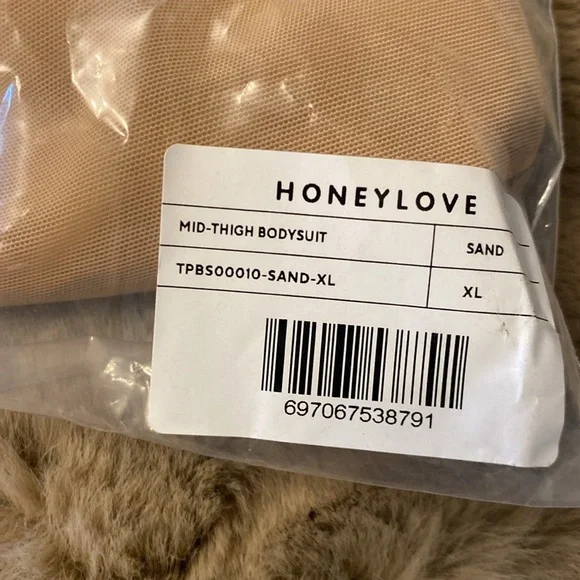 HONEYLOVE
MID-THIGH BODYSUIT SAND
TPBS00010-SAND-XL XL
697067538791